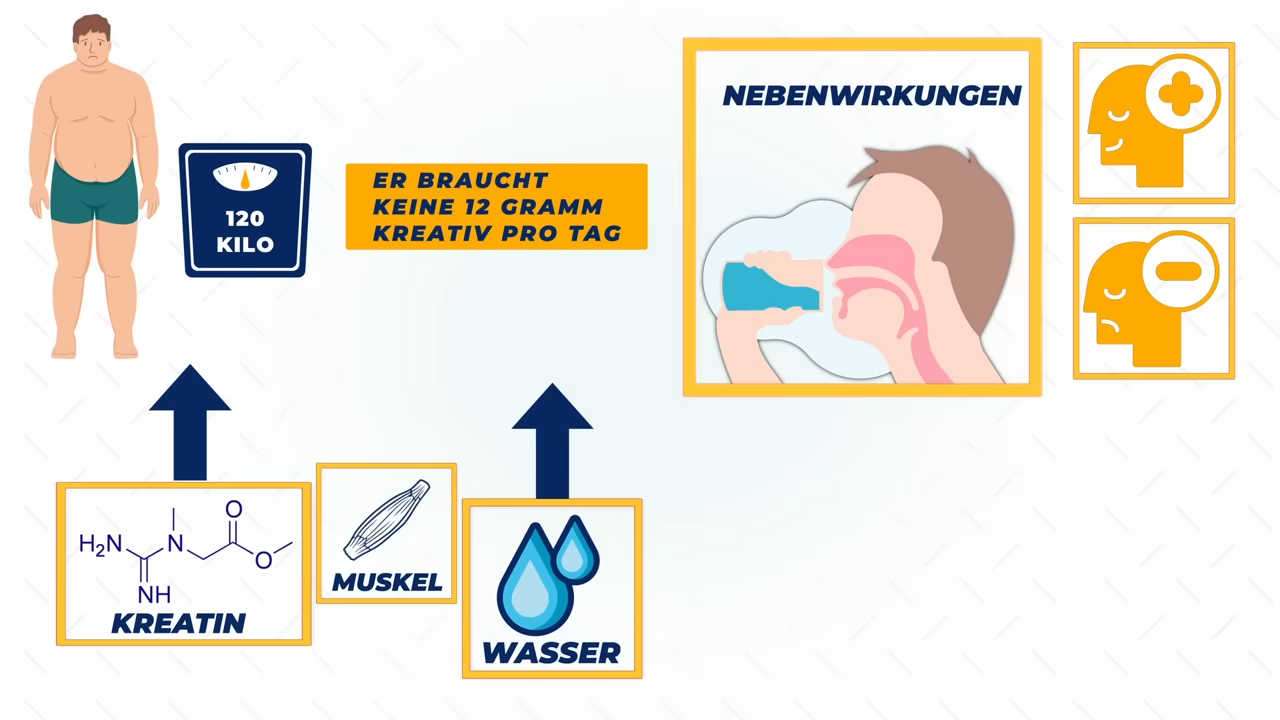 120
KILO
ER BRAUCHT
KEINE 12 GRAMM
KREATIV PRO TAG
NEBENWIRKUNGEN
H2N
N
O
O
NH
KREATIN
MUSKEL
WASSER